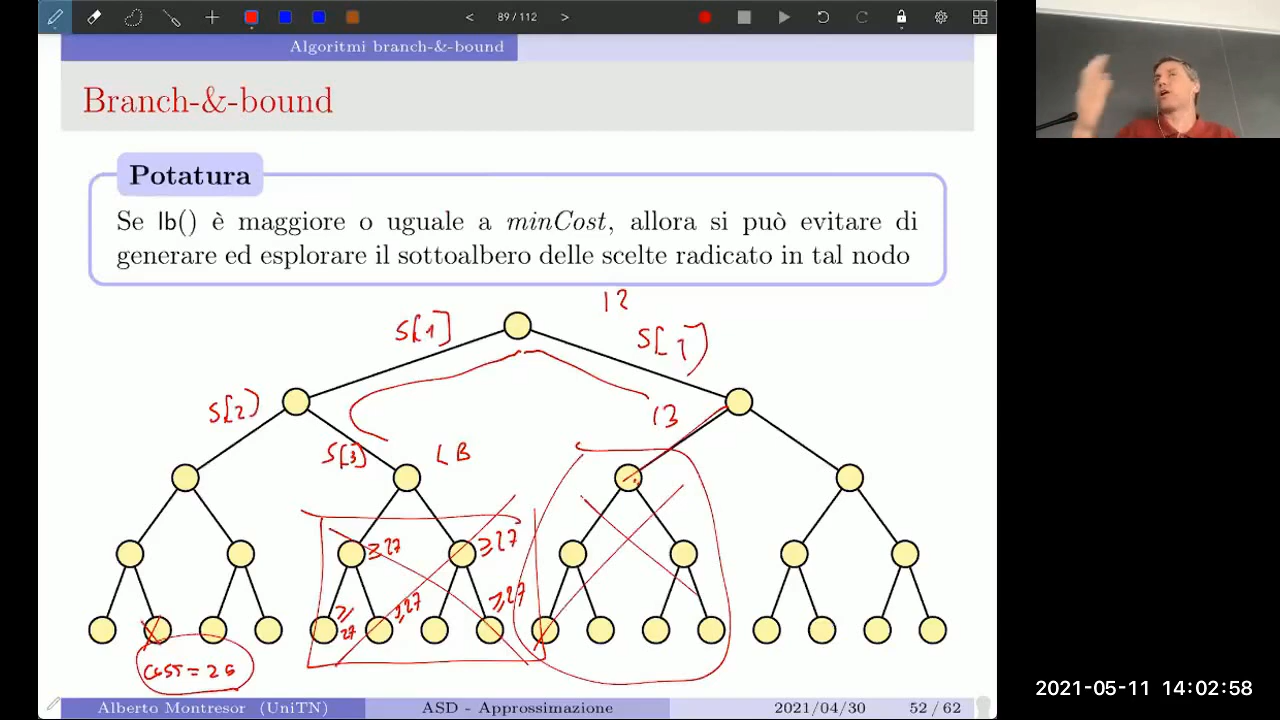 89 / 112
Algoritmi branch-&-bound
Branch-&-bound
Potatura
Se lb() è maggiore o uguale a minCost, allora si può evitare di
generare ed esplorare il sottoalbero delle scelte radicato in tal nodo
12
S[1]
S[2]
13
S[3]
LB
≥27
≥27
≥
27
≥27
≥27
COST = 26
Alberto Montresor (UniTN)
ASD - Approssimazione
2021/04/30
52 / 62
2021-05-11 14:02:58